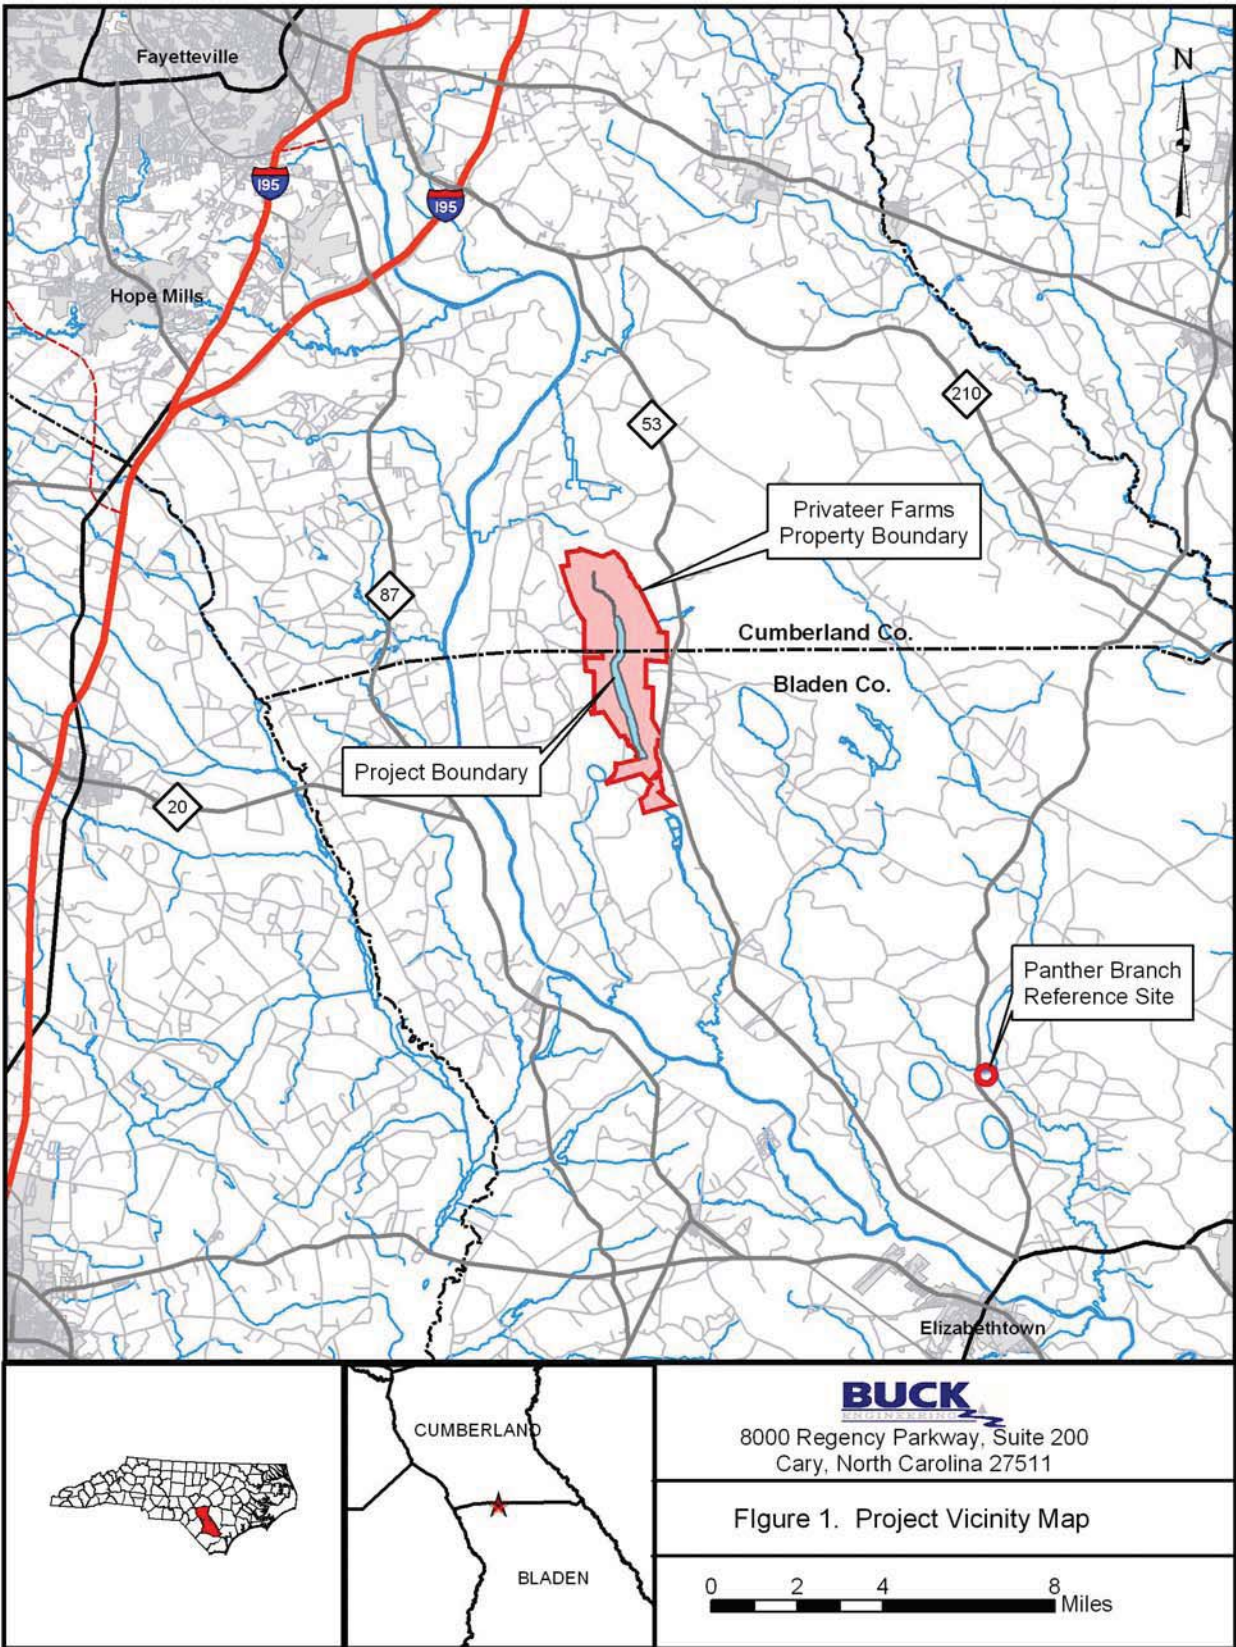 Fayetteville
N
I95
I95
Hope Mills
210
53
Privateer Farms
Property Boundary
87
Cumberland Co.
Bladen Co.
Project Boundary
20
Panther Branch
Reference Site
Elizabethtown
CUMBERLAND
BLADEN
BUCK
ENGINEERING
8000 Regency Parkway, Suite 200
Cary, North Carolina 27511
FIgure 1. Project Vicinity Map
0 2 4 8
Miles